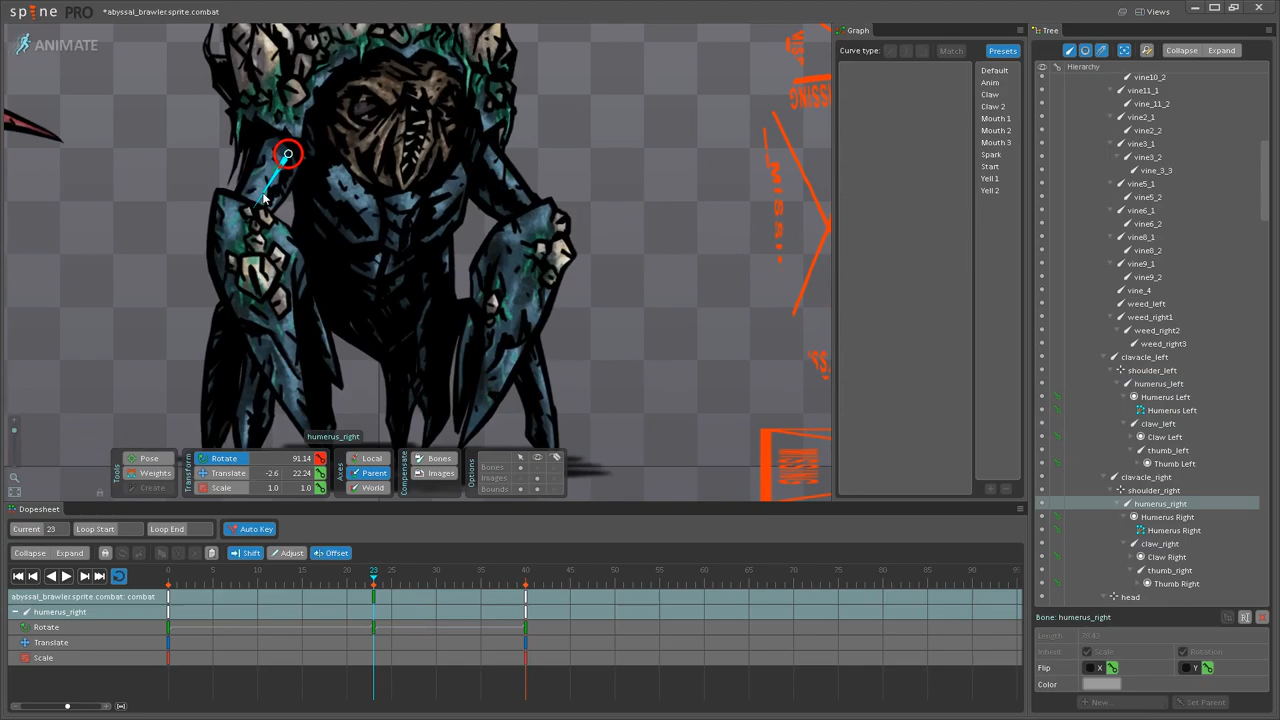 spine PRO
*abyssal_brawler.sprite.combat
Views
ANIMATE
MISSING
MISSING
Graph
Curve type:
Match
Presets
Default
Anim
Claw
Claw 2
Mouth 1
Mouth 2
Mouth 3
Spark
Start
Yell 1
Yell 2
Tree
Collapse
Expand
Hierarchy
vine10_2
vine11_1
vine_11_2
vine2_1
vine2_2
vine3_1
vine3_2
vine_3_3
vine5_1
vine5_2
vine6_1
vine6_2
vine8_1
vine8_2
vine9_1
vine9_2
vine_4
weed_left
weed_right1
weed_right2
weed_right3
clavacle_left
shoulder_left
humerus_left
Humerus Left
Humerus Left
claw_left
Claw Left
thumb_left
Thumb Left
clavacle_right
shoulder_right
humerus_right
Humerus Right
Humerus Right
claw_right
Claw Right
thumb_right
Thumb Right
head
Bone: humerus_right
Length 79.42
Inherit Scale Rotation
Flip X Y
Color
New...
Set Parent
humerus_right
Tools
Pose
Weights
Create
Transform
Rotate 91.14
Translate -2.6 22.24
Scale 1.0 1.0
Axes
Local
Parent
World
Compensate
Bones
Images
Options
Bones
Images
Bounds
Dopesheet
Current 23 Loop Start Loop End Auto Key
Collapse Expand Shift Adjust Offset
0 5 10 15 20 23 30 35 40 45 50 55 60 65 70 75 80 85 90 95
abyssal_brawler.sprite.combat: combat
humerus_right
Rotate
Translate
Scale